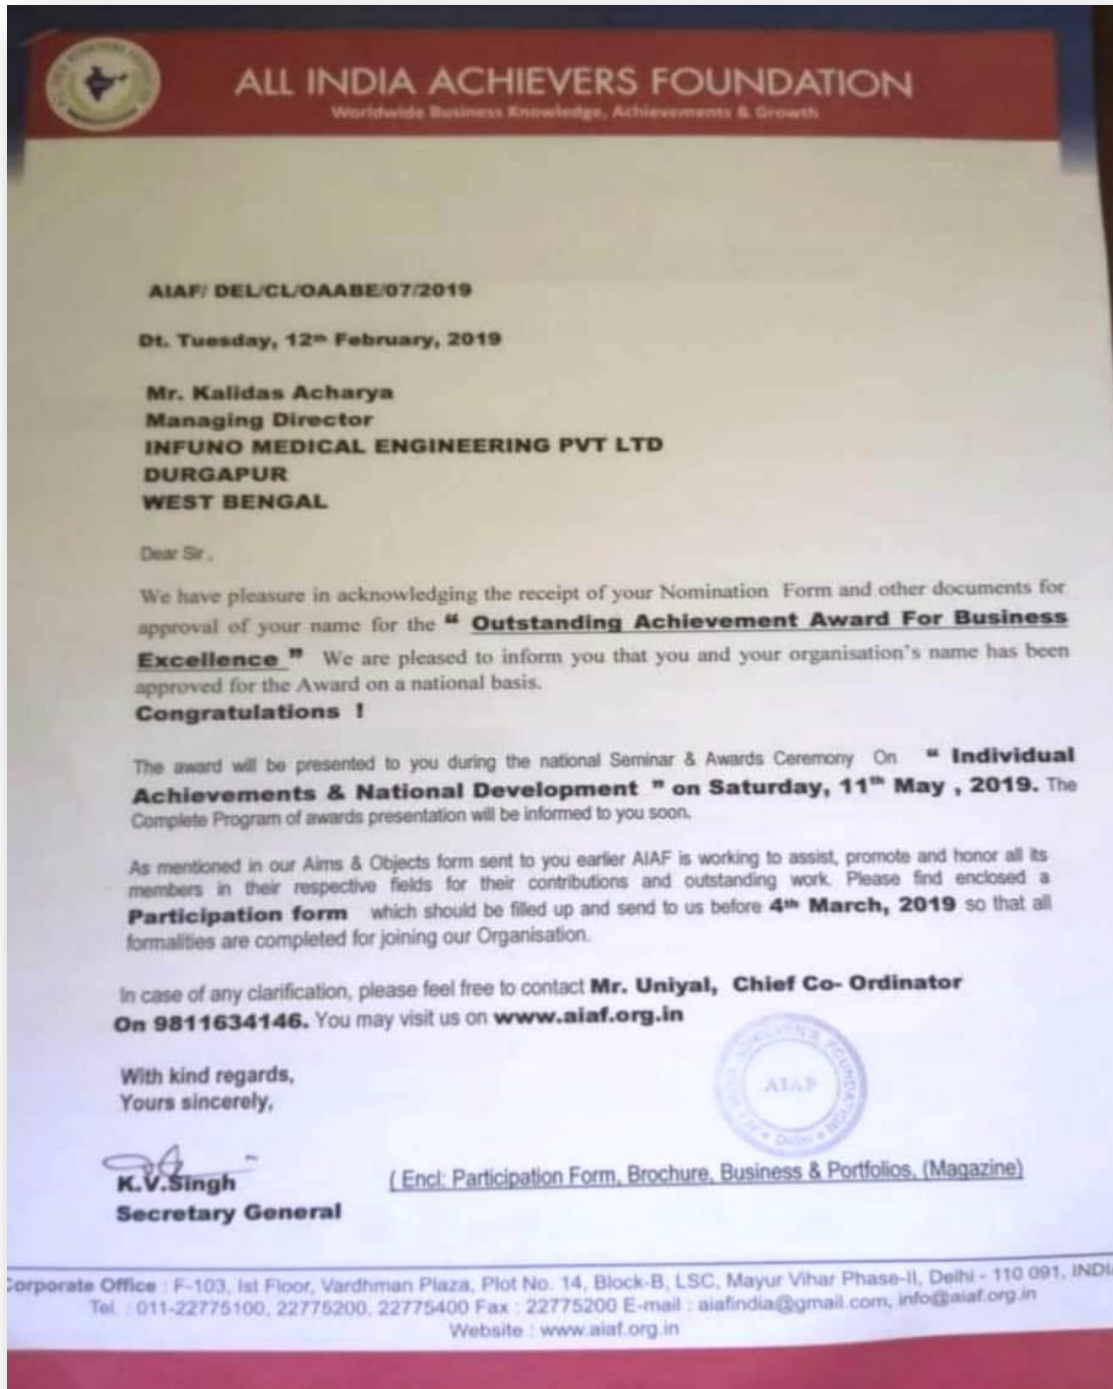 ALL INDIA ACHIEVERS FOUNDATION
Worldwide Business Knowledge, Achievements & Growth
AIAF/ DEL/CL/OAABE/07/2019
Dt. Tuesday, 12th February, 2019
Mr. Kalidas Acharya
Managing Director
INFUNO MEDICAL ENGINEERING PVT LTD
DURGAPUR
WEST BENGAL
Dear Sir,
We have pleasure in acknowledging the receipt of your Nomination Form and other documents for
approval of your name for the “ Outstanding Achievement Award For Business
Excellence ” We are pleased to inform you that you and your organisation's name has been
approved for the Award on a national basis.
Congratulations !
The award will be presented to you during the national Seminar & Awards Ceremony On “ Individual
Achievements & National Development ” on Saturday, 11th May , 2019. The
Complete Program of awards presentation will be informed to you soon.
As mentioned in our Aims & Objects form sent to you earlier AIAF is working to assist, promote and honor all its
members in their respective fields for their contributions and outstanding work. Please find enclosed a
Participation form which should be filled up and send to us before 4th March, 2019 so that all
formalities are completed for joining our Organisation.
In case of any clarification, please feel free to contact Mr. Uniyal, Chief Co- Ordinator
On 9811634146. You may visit us on www.aiaf.org.in
With kind regards,
Yours sincerely,
AIAF
Delhi
K.V.Singh
( Encl: Participation Form, Brochure, Business & Portfolios, (Magazine)
Secretary General
Corporate Office : F-103, Ist Floor, Vardhman Plaza, Plot No. 14, Block-B, LSC, Mayur Vihar Phase-II, Delhi - 110 091, INDIA
Tel. : 011-22775100, 22775200, 22775400 Fax : 22775200 E-mail : aiafindia@gmail.com, info@aiaf.org.in
Website : www.aiaf.org.in